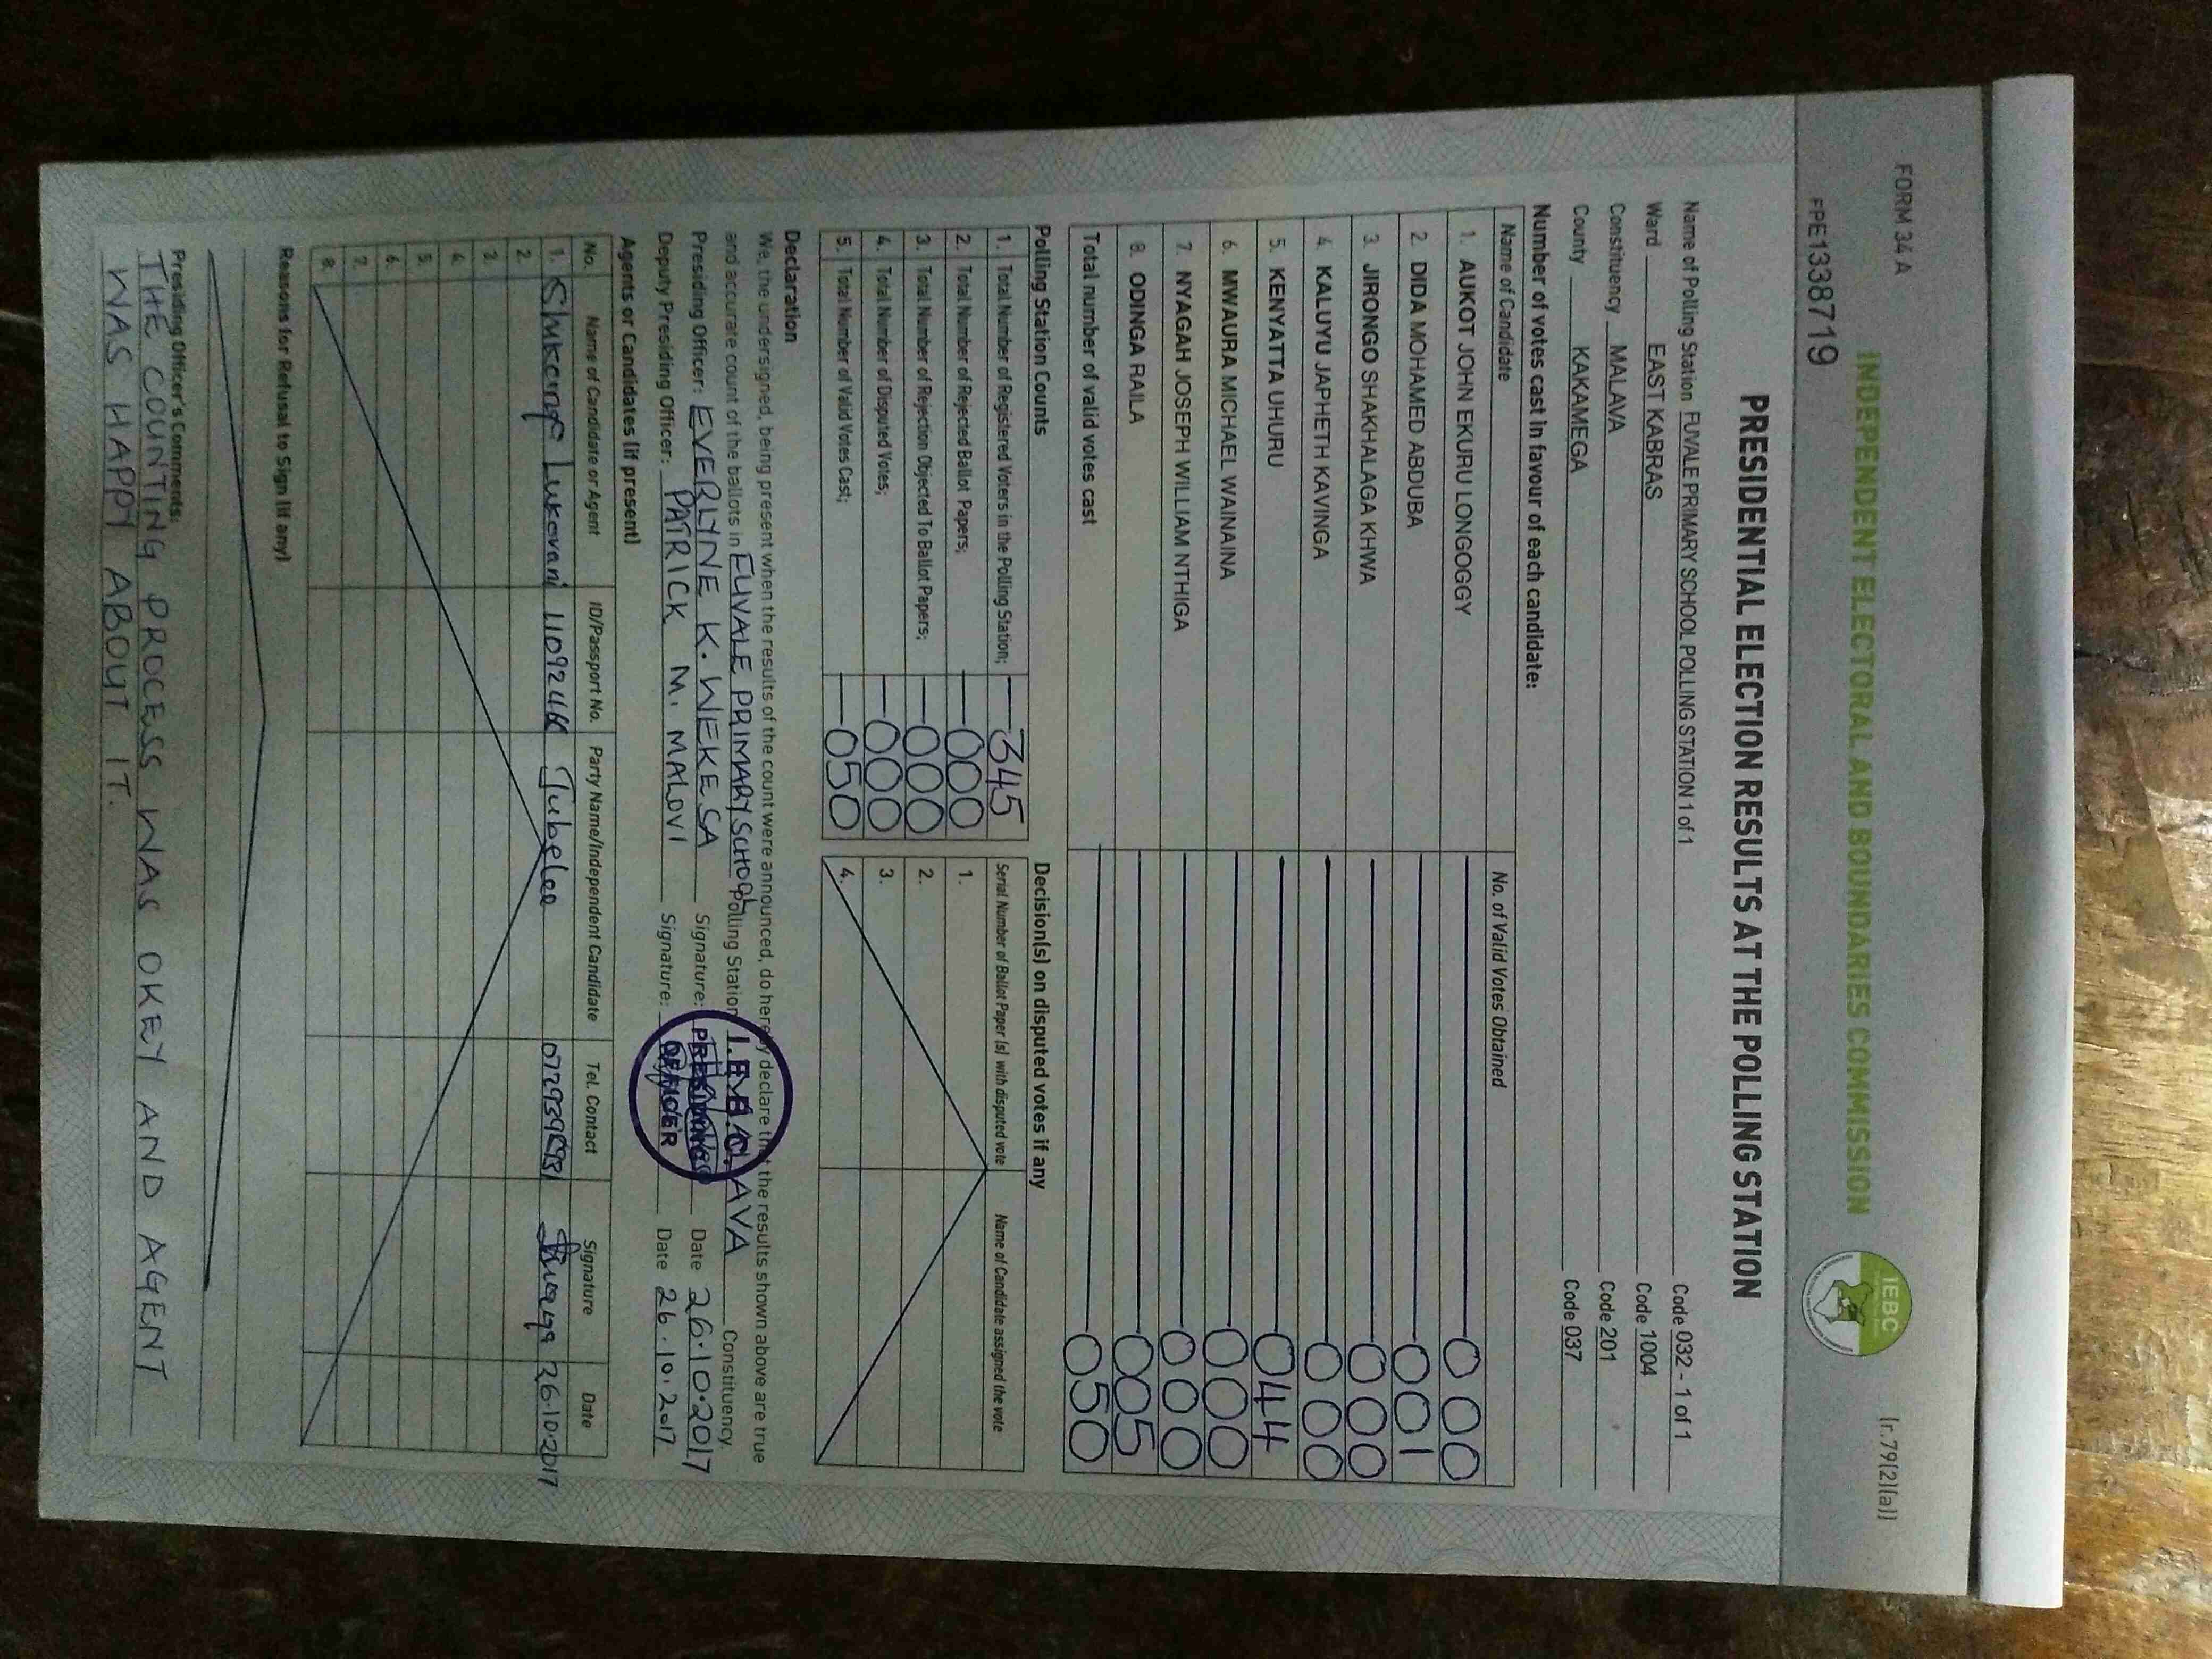 FORM 34 A
(r.79(2)(a))
INDEPENDENT ELECTORAL AND BOUNDARIES COMMISSION
IEBC
FPE1338719
PRESIDENTIAL ELECTION RESULTS AT THE POLLING STATION
Name of Polling Station FUVALE PRIMARY SCHOOL POLLING STATION 1 of 1 Code 032 - 1 of 1
Ward EAST KABRAS Code 1004
Constituency MALAVA Code 201
County KAKAMEGA Code 037
Number of votes cast in favour of each candidate:
Name of Candidate No. of Valid Votes Obtained
1. AUKOT JOHN EKURU LONGOGGY 000
2. DIDA MOHAMED ABDUBA 001
3. JIRONGO SHAKHALAGA KHWA 000
4. KALUYU JAPHETH KAVINGA 000
5. KENYATTA UHURU 044
6. MWAURA MICHAEL WAINAINA 000
7. NYAGAH JOSEPH WILLIAM NTHIGA 000
8. ODINGA RAILA 005
Total number of valid votes cast 050
Polling Station Counts
1. Total Number of Registered Voters in the Polling Station; 345
2. Total Number of Rejected Ballot Papers; 000
3. Total Number of Rejection Objected To Ballot Papers; 000
4. Total Number of Disputed Votes; 000
5. Total Number of Valid Votes Cast; 050
Decision(s) on disputed votes if any
Serial Number of Ballot Paper (s) with disputed vote Name of Candidate assigned the vote
1.
2.
3.
4.
Declaration
We, the undersigned, being present when the results of the count were announced, do hereby declare that the results shown above are true
and accurate count of the ballots in FUVALE PRIMARY SCHOOL Polling Station Constituency.
Presiding Officer: EVERLYNE K. WEKESA Signature: Date 26.10.2017
Deputy Presiding Officer: PATRICK M. MALOVI Signature: Date 26.10.2017
I.E.B.C.
PRESIDING
OFFICER
Agents or Candidates (if present)
No. Name of Candidate or Agent ID/Passport No. Party Name/Independent Candidate Tel. Contact Signature Date
1. Lukovani Jubelee 26.10.2017
2.
3.
4.
5.
6.
7.
8.
Reasons for Refusal to Sign (if any)
Presiding Officer's Comments:
THE COUNTING PROCESS WAS OKEY AND AGENT
WAS HAPPY ABOUT IT.